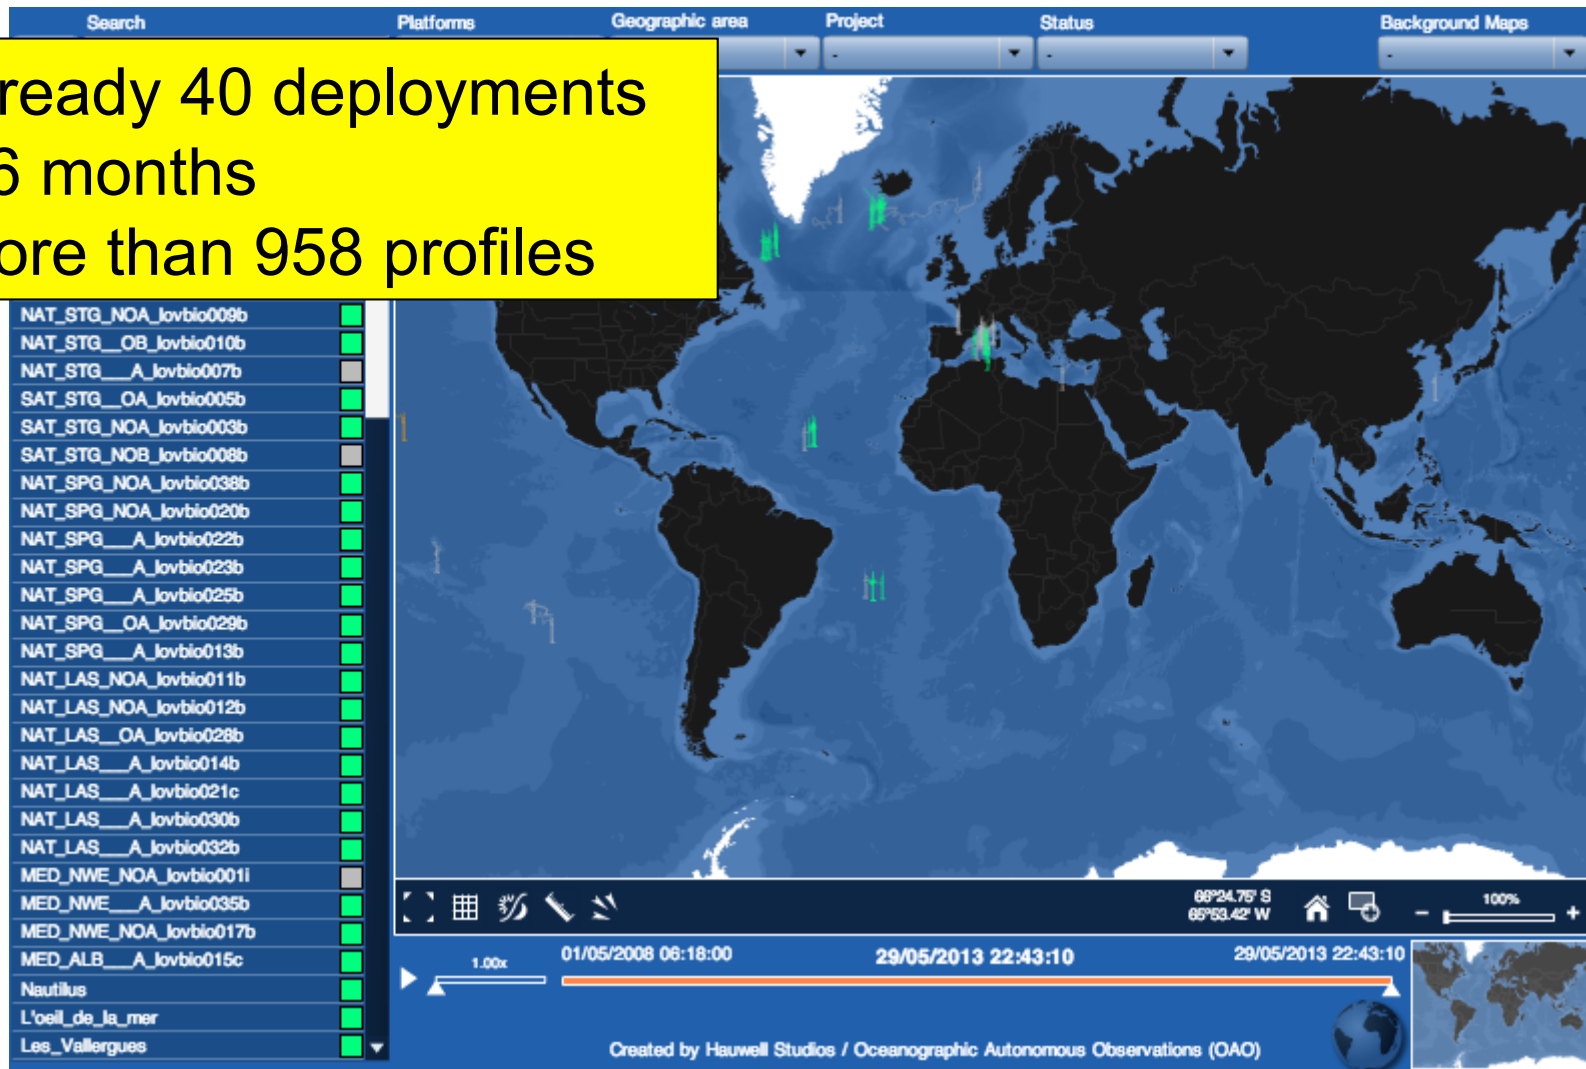 Search Platforms Geographic area Project Status Background Maps
- - -
ready 40 deployments
6 months
ore than 958 profiles
NAT_STG_NOA_lovbio009b
NAT_STG__OB_lovbio010b
NAT_STG___A_lovbio007b
SAT_STG__OA_lovbio005b
SAT_STG_NOA_lovbio003b
SAT_STG_NOB_lovbio008b
NAT_SPG_NOA_lovbio038b
NAT_SPG_NOA_lovbio020b
NAT_SPG___A_lovbio022b
NAT_SPG___A_lovbio023b
NAT_SPG___A_lovbio025b
NAT_SPG__OA_lovbio029b
NAT_SPG___A_lovbio013b
NAT_LAS_NOA_lovbio011b
NAT_LAS_NOA_lovbio012b
NAT_LAS__OA_lovbio028b
NAT_LAS___A_lovbio014b
NAT_LAS___A_lovbio021c
NAT_LAS___A_lovbio030b
NAT_LAS___A_lovbio032b
MED_NWE_NOA_lovbio001i
MED_NWE___A_lovbio035b
MED_NWE_NOA_lovbio017b
MED_ALB___A_lovbio015c
Nautilus
L'oeil_de_la_mer
Les_Vallergues
66°24.75' S
65°53.42' W
- 100% +
1.00x 01/05/2008 06:18:00 29/05/2013 22:43:10 29/05/2013 22:43:10
Created by Hauwell Studios / Oceanographic Autonomous Observations (OAO)